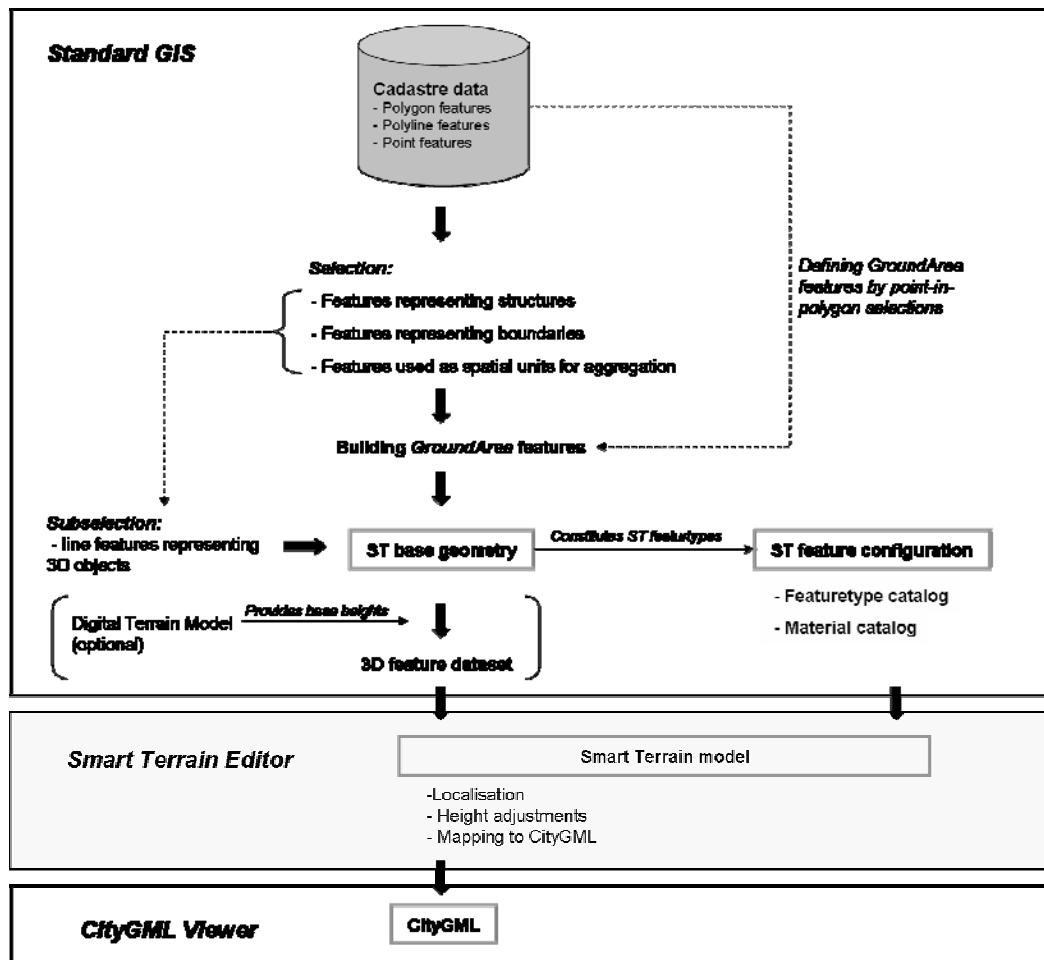 Standard GIS
Cadastre data
- Polygon features
- Polyline features
- Point features
Selection:
- Features representing structures
- Features representing boundaries
- Features used as spatial units for aggregation
Defining GroundArea
features by point-in-
polygon selections
Building GroundArea features
Subselection:
- line features representing
3D objects
ST base geometry
Constitutes ST featurtypes
ST feature configuration
- Featuretype catalog
- Material catalog
Digital Terrain Model
(optional)
Provides base heights
3D feature dataset
Smart Terrain Editor
Smart Terrain model
-Localisation
- Height adjustments
- Mapping to CityGML
CityGML Viewer
CityGML